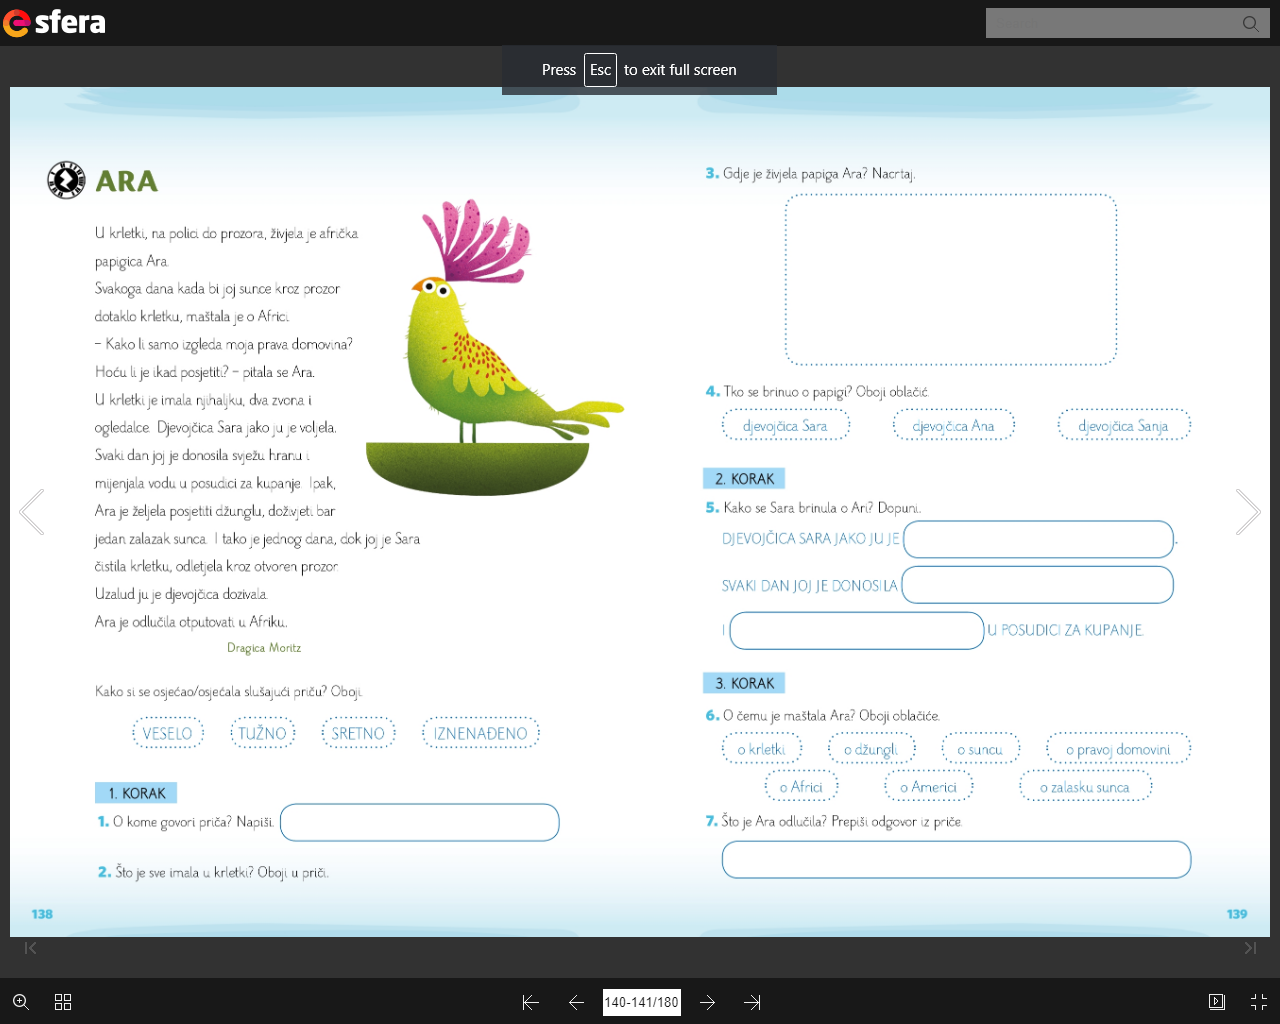 sfera
Press Esc to exit full screen
ARA
U krletki, na polici do prozora, živjela je afrička
papigica Ara.
Svakoga dana kada bi joj sunce kroz prozor
dotaklo krletku, maštala je o Africi.
– Kako li samo izgleda moja prava domovina?
Hoću li je ikad posjetiti? – pitala se Ara.
U krletki je imala njihaljku, dva zvona i
ogledalce. Djevojčica Sara jako ju je voljela.
Svaki dan joj je donosila svježu hranu i
mijenjala vodu u posudici za kupanje. Ipak,
Ara je željela posjetiti džunglu, doživjeti bar
jedan zalazak sunca. I tako je jednog dana, dok joj je Sara
čistila krletku, odletjela kroz otvoren prozor.
Uzalud ju je djevojčica dozivala.
Ara je odlučila otputovati u Afriku.
Dragica Moritz
Kako si se osjećao/osjećala slušajući priču? Oboji.
VESELO TUŽNO SRETNO IZNENAĐENO
1. KORAK
1. O kome govori priča? Napiši.
2. Što je sve imala u krletki? Oboji u priči.
138
3. Gdje je živjela papiga Ara? Nacrtaj.
4. Tko se brinuo o papigi? Oboji oblačić.
djevojčica Sara djevojčica Ana djevojčica Sanja
2. KORAK
5. Kako se Sara brinula o Ari? Dopuni.
DJEVOJČICA SARA JAKO JU JE .
SVAKI DAN JOJ JE DONOSILA
I U POSUDICI ZA KUPANJE.
3. KORAK
6. O čemu je maštala Ara? Oboji oblačiće.
o krletki o džungli o suncu o pravoj domovini
o Africi o Americi o zalasku sunca
7. Što je Ara odlučila? Prepiši odgovor iz priče.
139
140-141/180